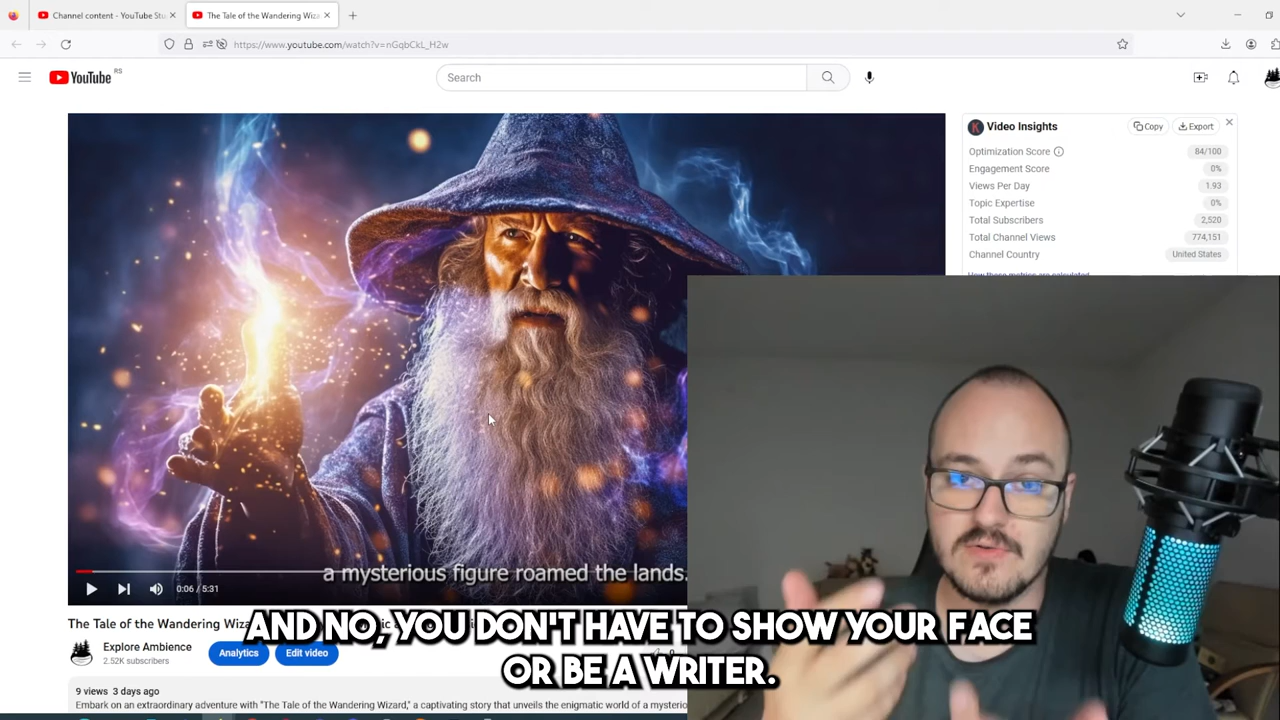 Channel content - YouTube Stu
The Tale of the Wandering Wiza
https://www.youtube.com/watch?v=nGqbCkL_H2w
YouTube RS
Search
Video Insights
Copy
Export
Optimization Score 84/100
Engagement Score 0%
Views Per Day 1.93
Topic Expertise 0%
Total Subscribers 2,520
Total Channel Views 774,151
Channel Country United States
How these metrics are calculated
a mysterious figure roamed the lands.
0:06 / 5:31
AND NO, YOU DON'T HAVE TO SHOW YOUR FACE
OR BE A WRITER.
The Tale of the Wandering Wiza
Explore Ambience
2.52K subscribers
Analytics
Edit video
9 views 3 days ago
Embark on an extraordinary adventure with "The Tale of the Wandering Wizard," a captivating story that unveils the enigmatic world of a mysterio